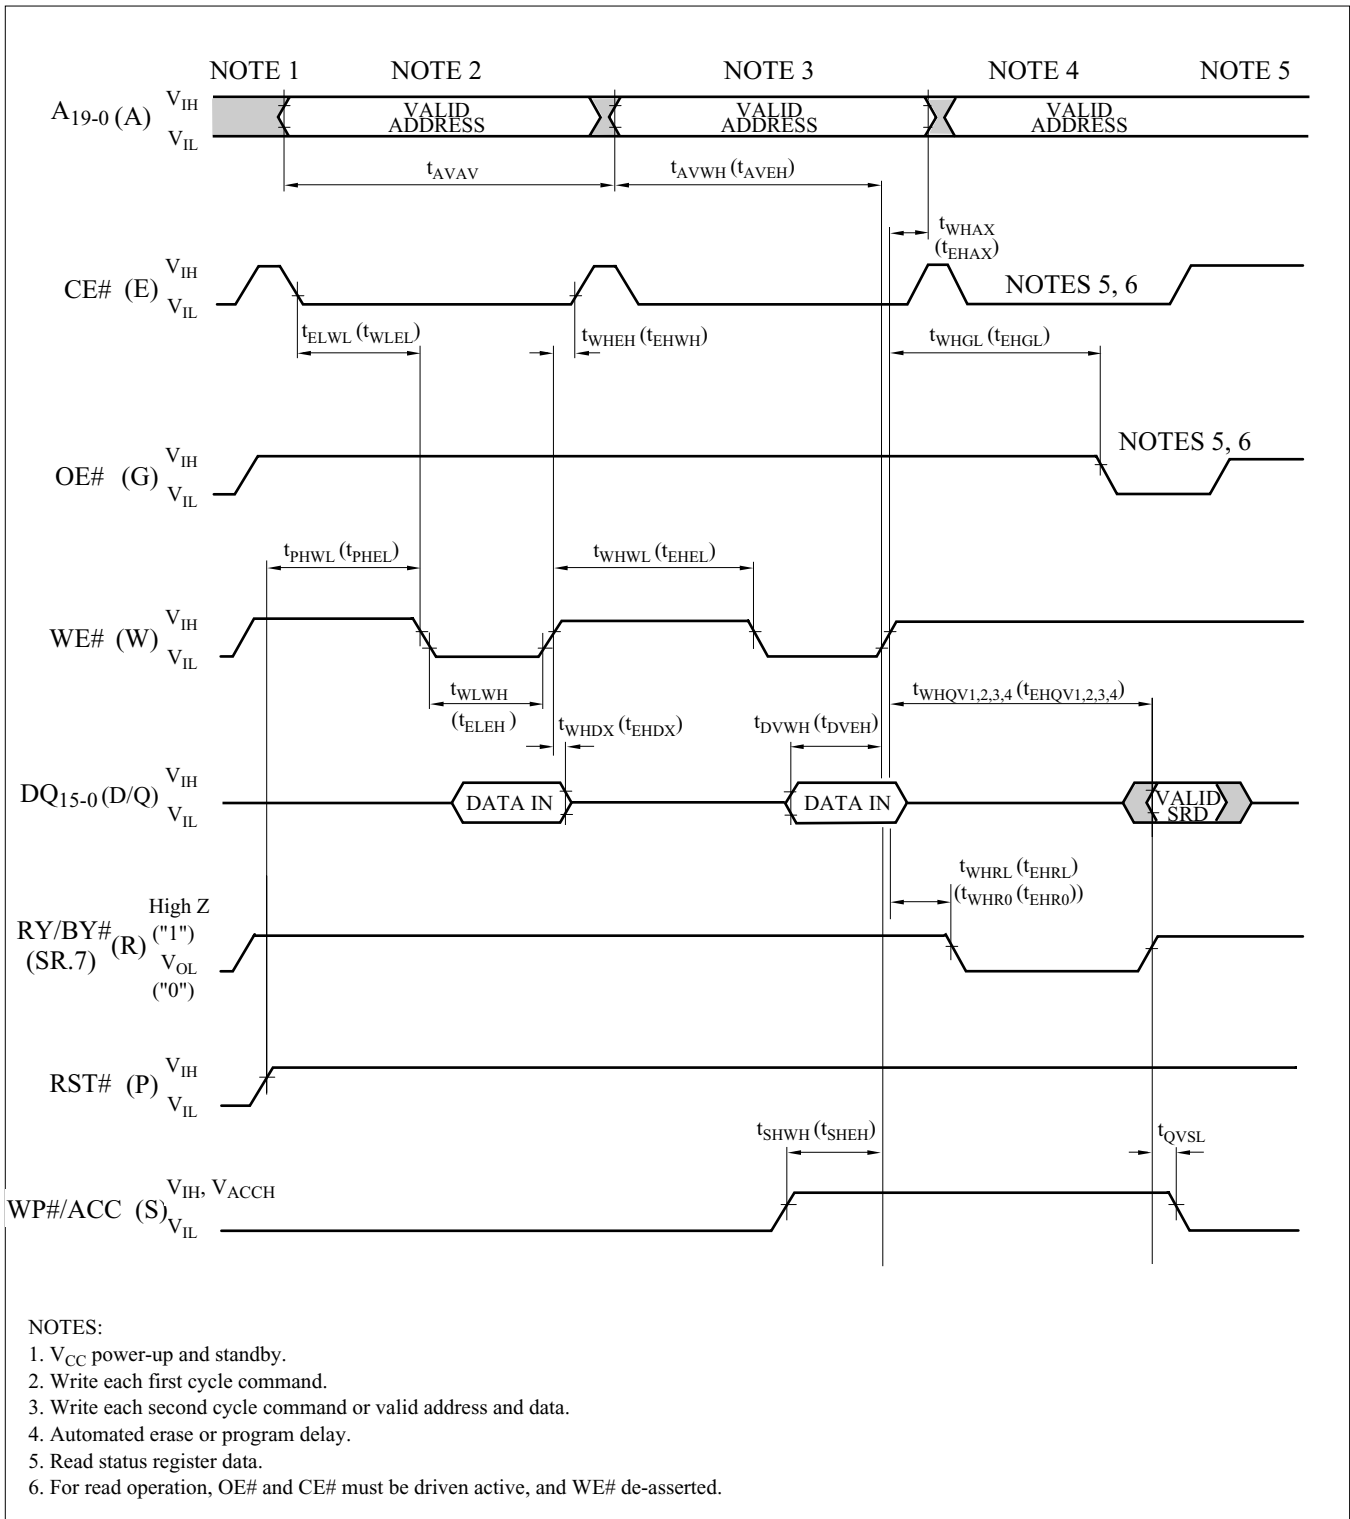 NOTE 1 NOTE 2 NOTE 3 NOTE 4 NOTE 5
A19-0 (A)
VIH
VIL
VALID
ADDRESS
VALID
ADDRESS
VALID
ADDRESS
tAVAV
tAVWH (tAVEH)
tWHAX
(tEHAX)
CE# (E)
VIH
VIL
NOTES 5, 6
tELWL (tWLEL)
tWHEH (tEHWH)
tWHGL (tEHGL)
OE# (G)
VIH
VIL
NOTES 5, 6
tPHWL (tPHEL)
tWHWL (tEHEL)
WE# (W)
VIH
VIL
tWLWH
(tELEH )
tWHDX (tEHDX)
tDVWH (tDVEH)
tWHQV1,2,3,4 (tEHQV1,2,3,4)
DQ15-0 (D/Q)
VIH
VIL
DATA IN
DATA IN
VALID
SRD
tWHRL (tEHRL)
(tWHR0 (tEHR0))
RY/BY# (R)
(SR.7)
High Z
("1")
VOL
("0")
RST# (P)
VIH
VIL
tSHWH (tSHEH)
tQVSL
WP#/ACC (S)
VIH, VACCH
VIL
NOTES:
1. VCC power-up and standby.
2. Write each first cycle command.
3. Write each second cycle command or valid address and data.
4. Automated erase or program delay.
5. Read status register data.
6. For read operation, OE# and CE# must be driven active, and WE# de-asserted.